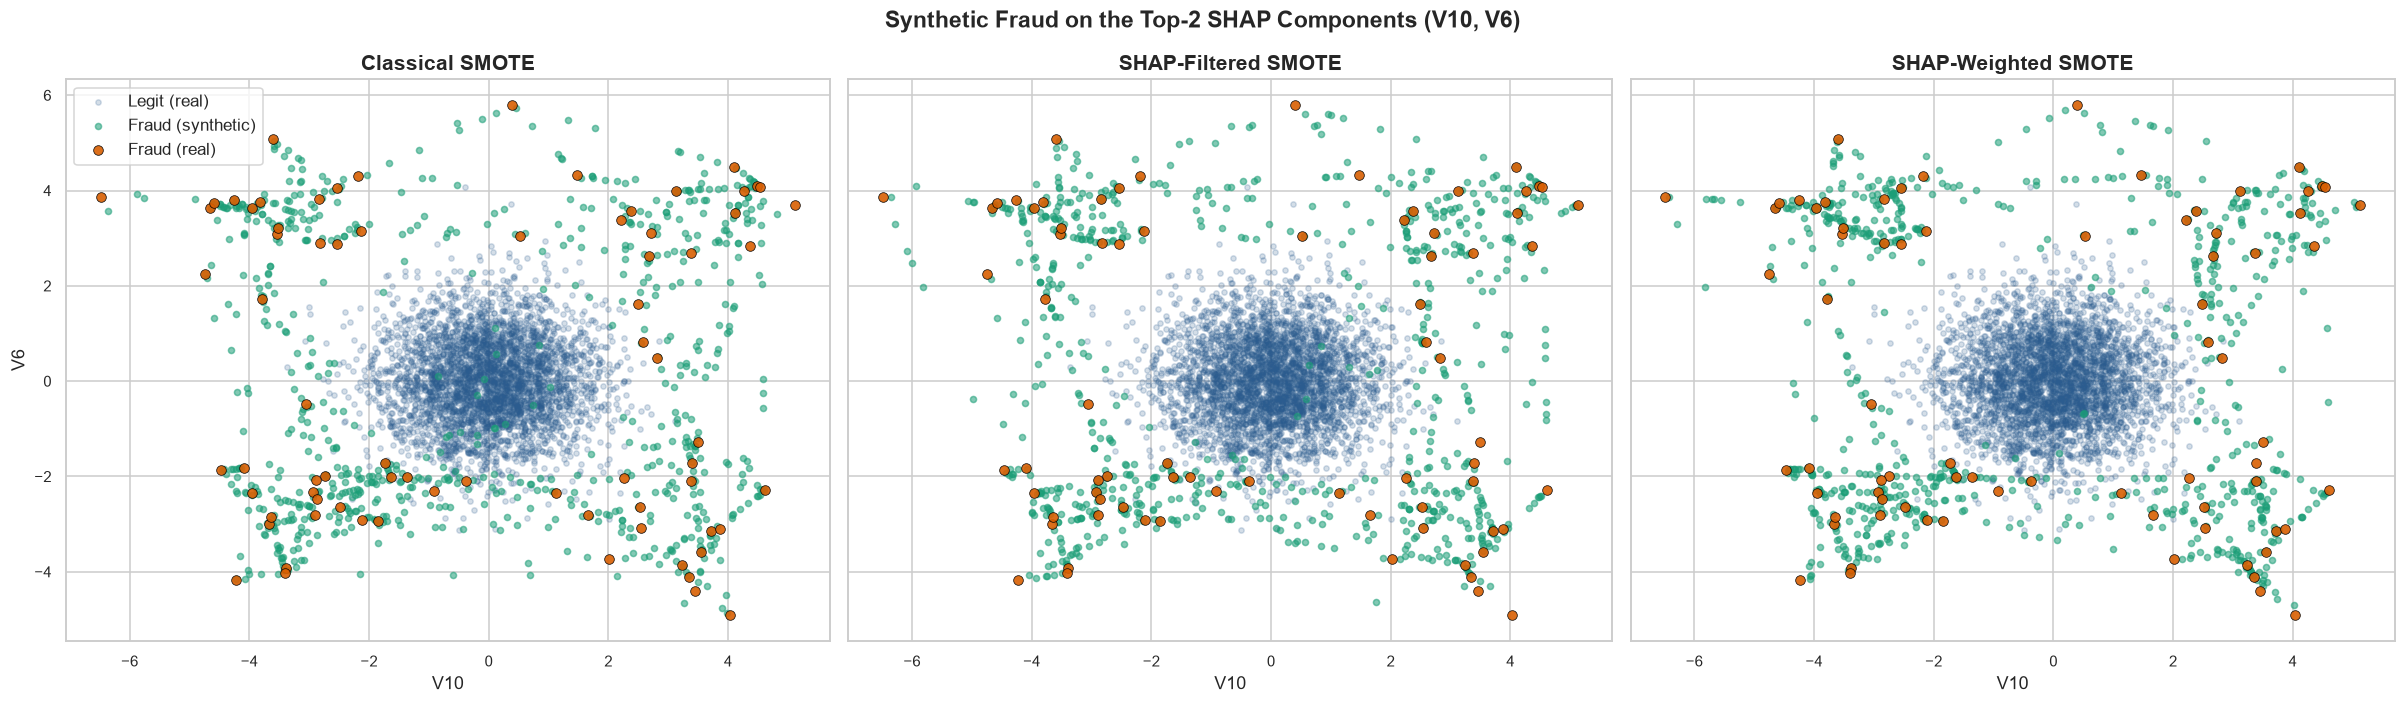 Synthetic Fraud on the Top-2 SHAP Components (V10, V6)
Classical SMOTE
Legit (real)
Fraud (synthetic)
Fraud (real)
6
4
2
0
−2
−4
V6
−6
−4
−2
0
2
4
V10
SHAP-Filtered SMOTE
−6
−4
−2
0
2
4
V10
SHAP-Weighted SMOTE
−6
−4
−2
0
2
4
V10